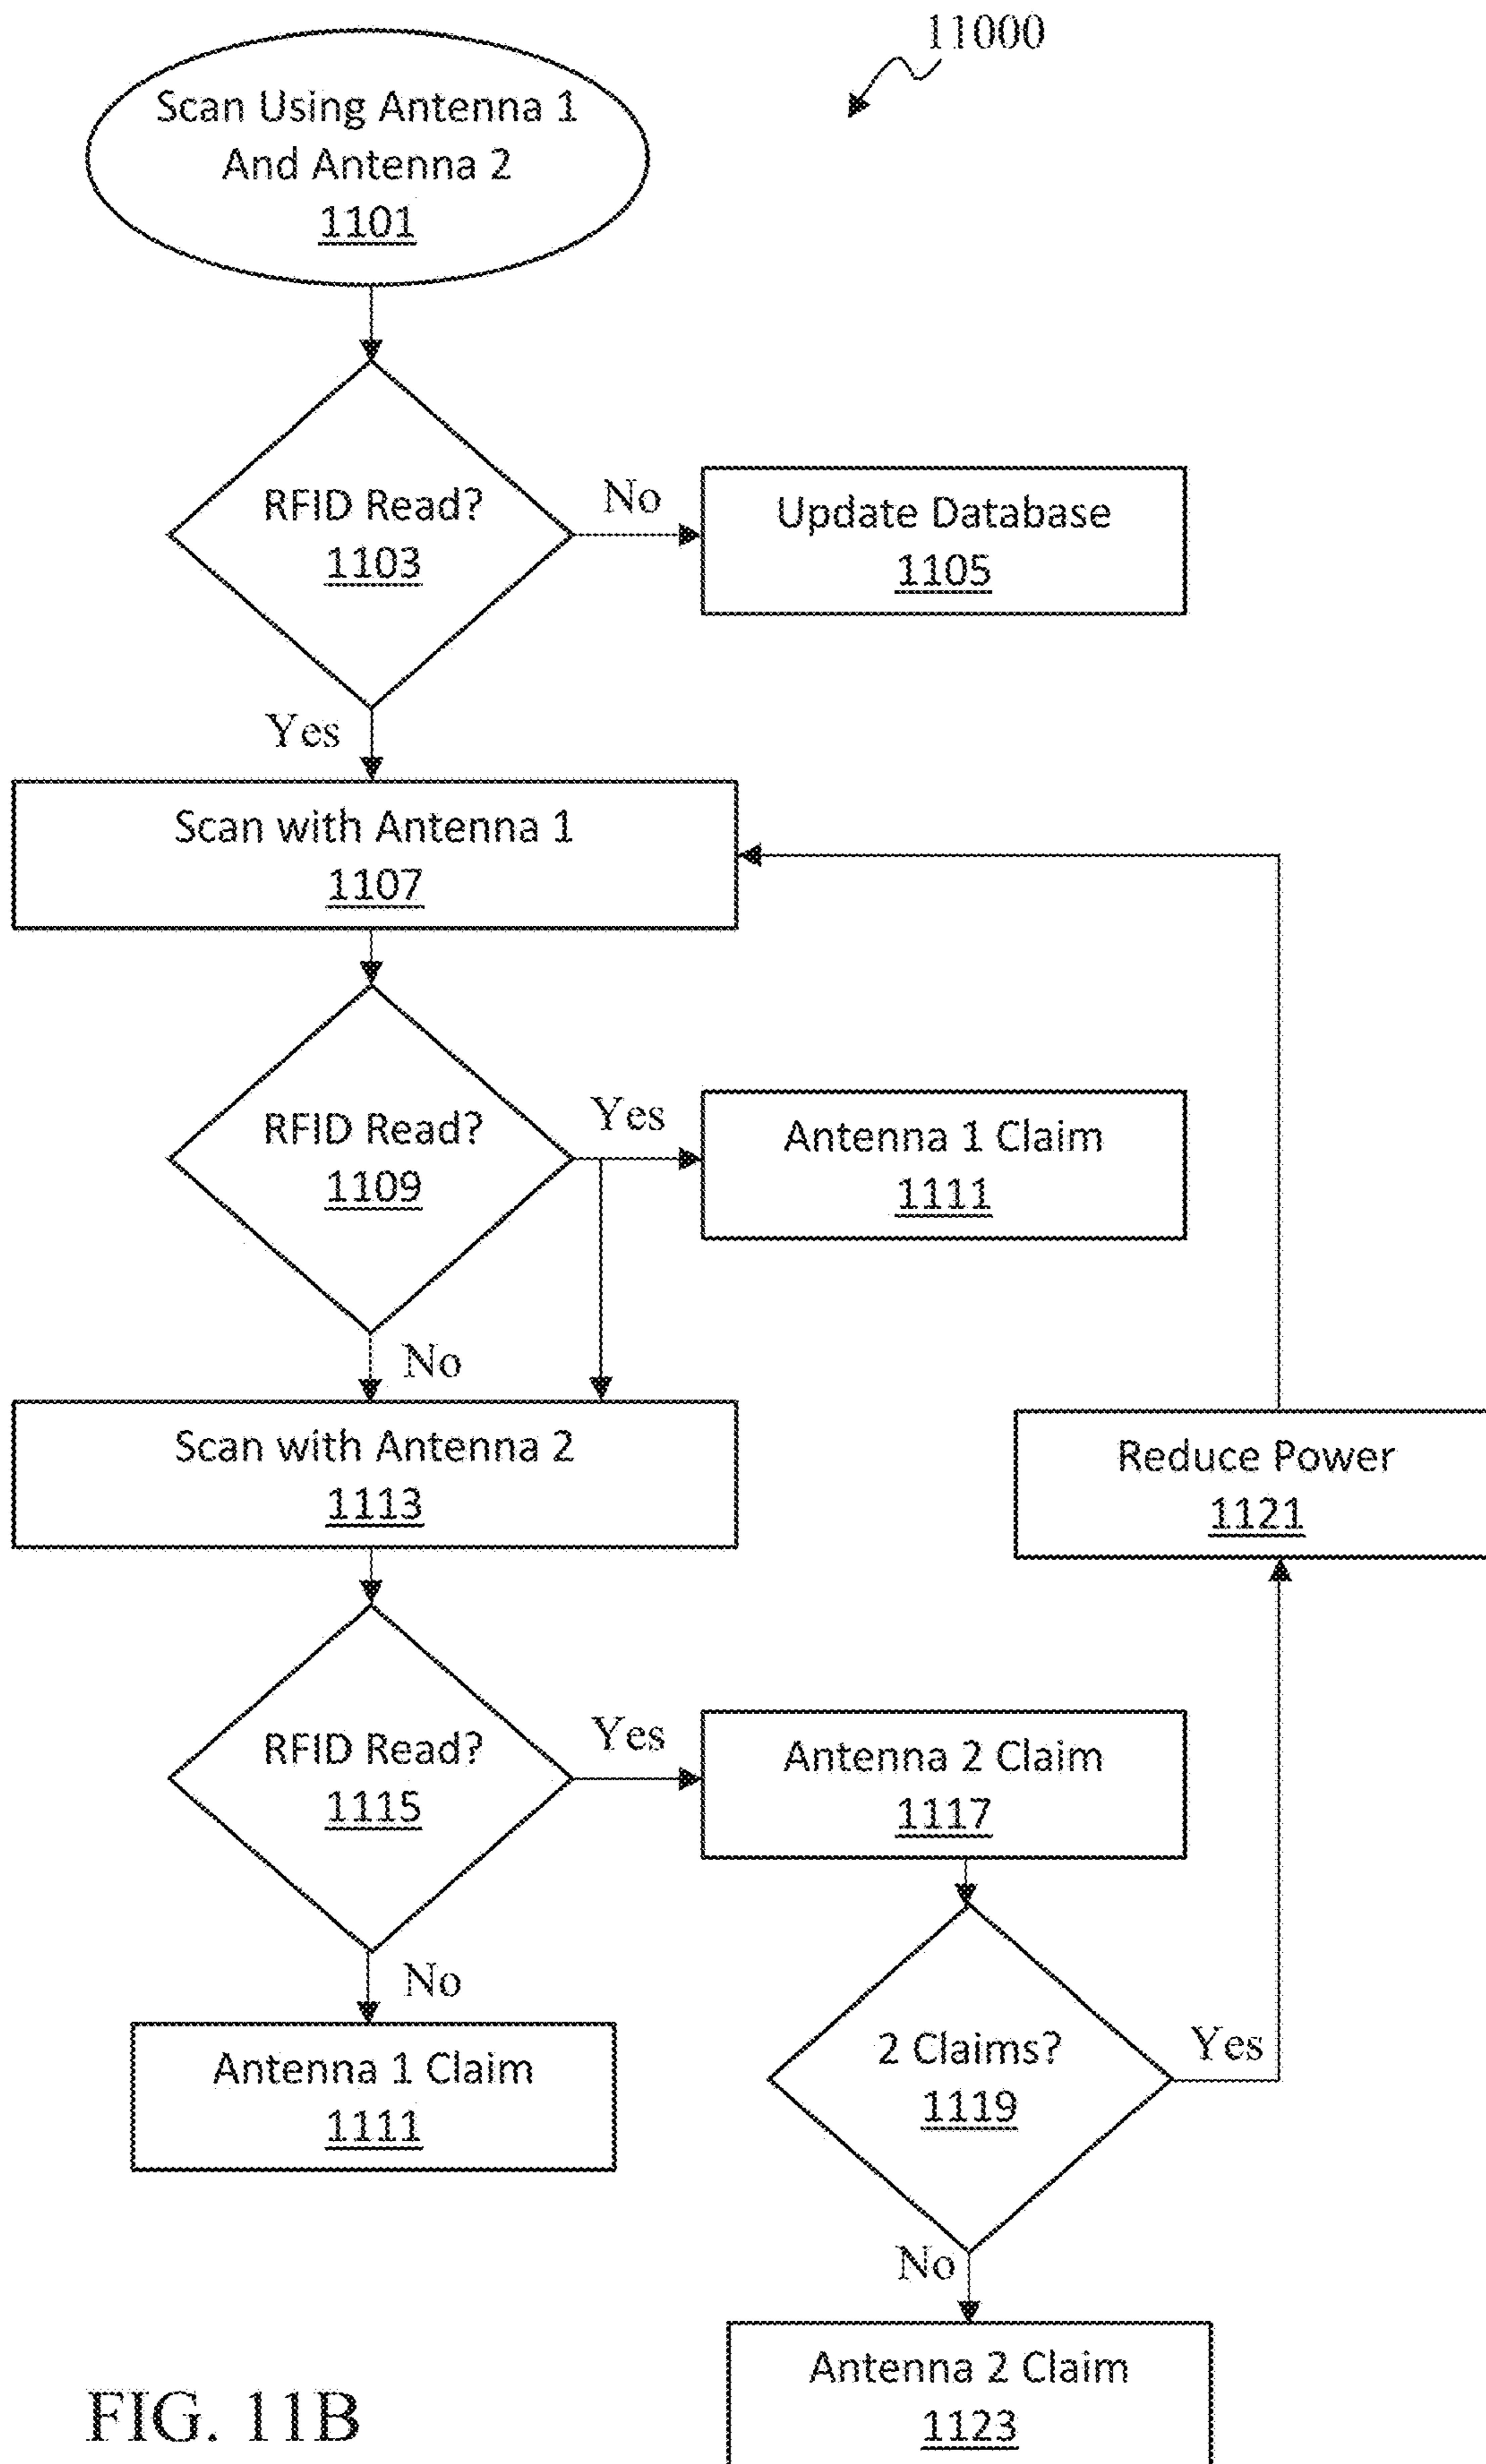 11000
Scan Using Antenna 1
And Antenna 2
1101
RFID Read?
1103
No
Update Database
1105
Yes
Scan with Antenna 1
1107
RFID Read?
1109
Yes
Antenna 1 Claim
1111
No
Scan with Antenna 2
1113
Reduce Power
1121
RFID Read?
1115
Yes
Antenna 2 Claim
1117
No
Antenna 1 Claim
1111
2 Claims?
1119
Yes
No
Antenna 2 Claim
1123
FIG. 11B